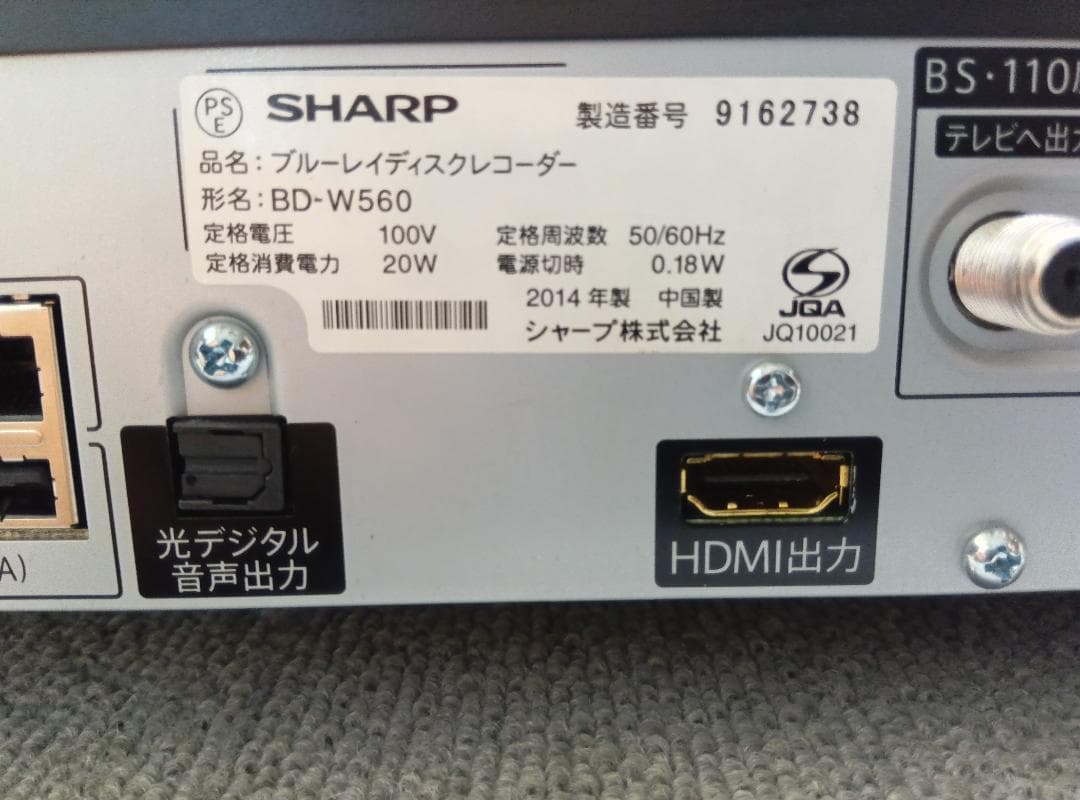 PS
E
SHARP
製造番号 9162738
品名：ブルーレイディスクレコーダー
形名：BD-W560
定格電圧 100V 定格周波数 50/60Hz
定格消費電力 20W 電源切時 0.18W
2014年製 中国製
シャープ株式会社
JQA
JQ10021
BS・110
テレビへ出
光デジタル
音声出力
HDMI出力
A)